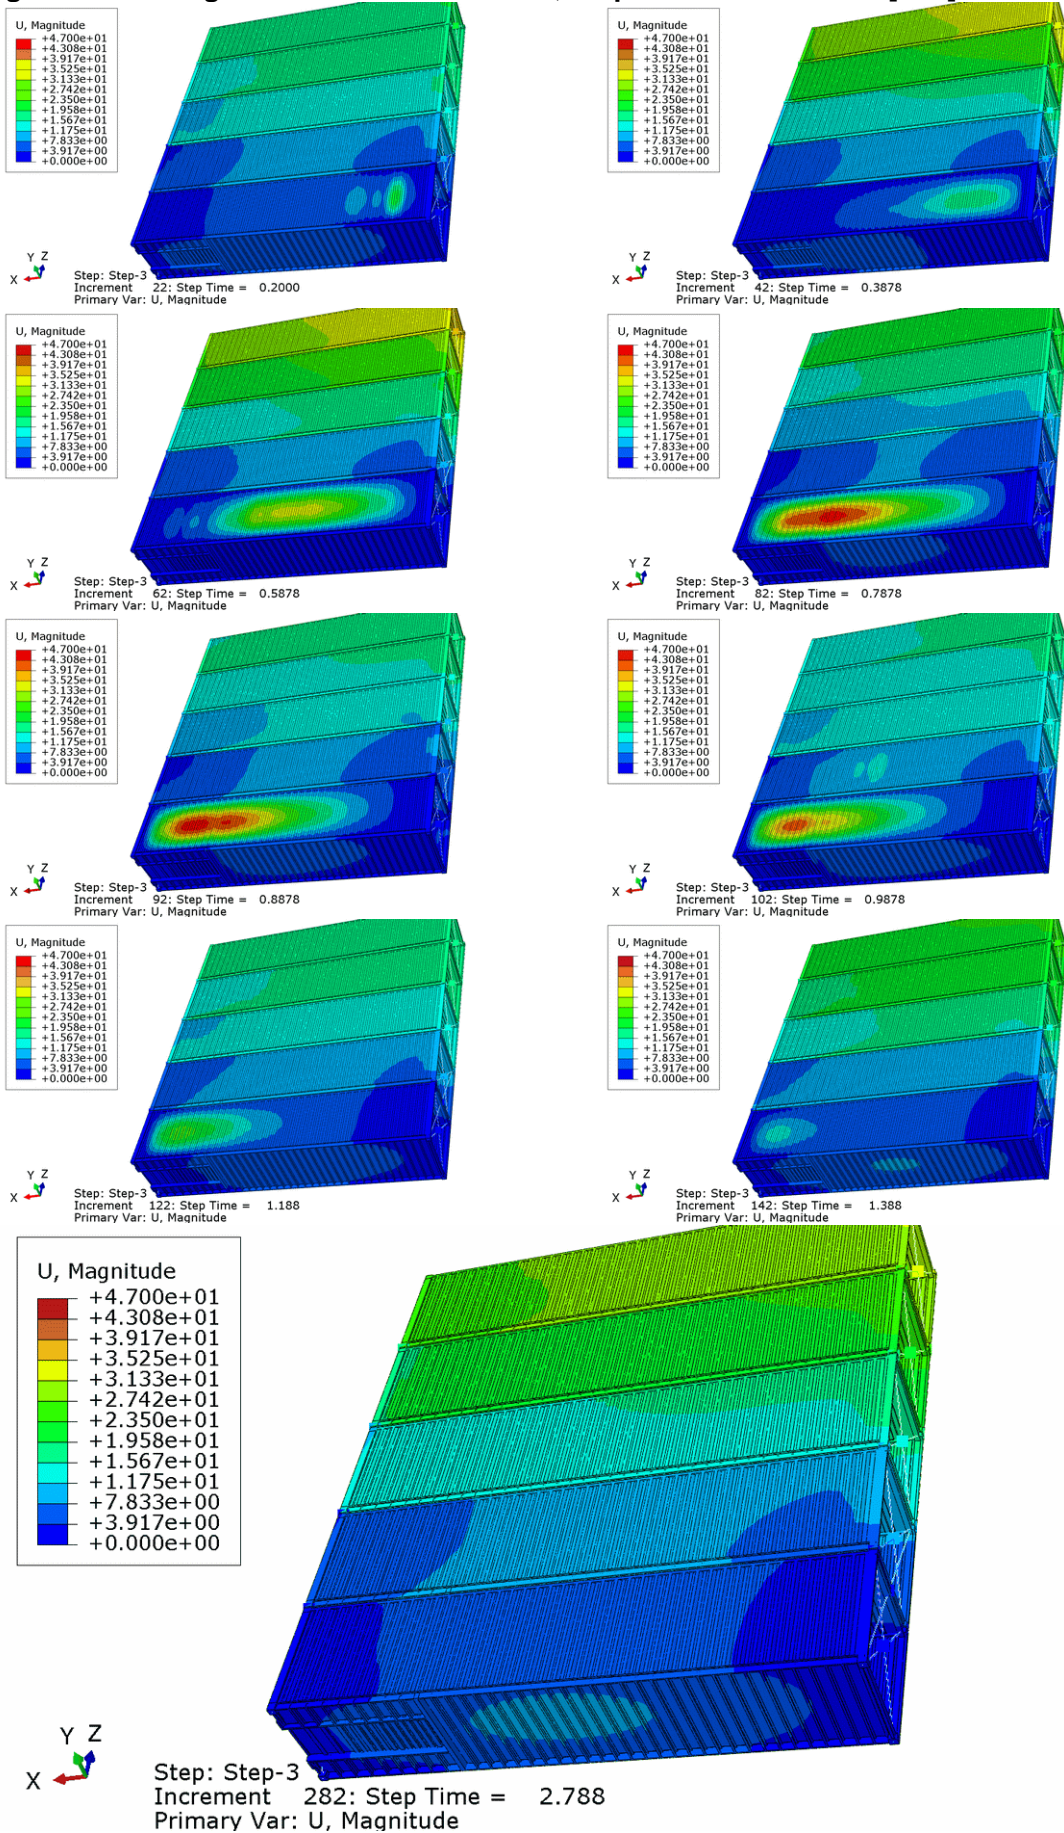 U, Magnitude
+4.700e+01
+4.308e+01
+3.917e+01
+3.525e+01
+3.133e+01
+2.742e+01
+2.350e+01
+1.958e+01
+1.567e+01
+1.175e+01
+7.833e+00
+3.917e+00
+0.000e+00
Y Z
X
Step: Step-3
Increment 22: Step Time = 0.2000
Primary Var: U, Magnitude
U, Magnitude
+4.700e+01
+4.308e+01
+3.917e+01
+3.525e+01
+3.133e+01
+2.742e+01
+2.350e+01
+1.958e+01
+1.567e+01
+1.175e+01
+7.833e+00
+3.917e+00
+0.000e+00
Y Z
X
Step: Step-3
Increment 42: Step Time = 0.3878
Primary Var: U, Magnitude
U, Magnitude
+4.700e+01
+4.308e+01
+3.917e+01
+3.525e+01
+3.133e+01
+2.742e+01
+2.350e+01
+1.958e+01
+1.567e+01
+1.175e+01
+7.833e+00
+3.917e+00
+0.000e+00
Y Z
X
Step: Step-3
Increment 62: Step Time = 0.5878
Primary Var: U, Magnitude
U, Magnitude
+4.700e+01
+4.308e+01
+3.917e+01
+3.525e+01
+3.133e+01
+2.742e+01
+2.350e+01
+1.958e+01
+1.567e+01
+1.175e+01
+7.833e+00
+3.917e+00
+0.000e+00
Y Z
X
Step: Step-3
Increment 82: Step Time = 0.7878
Primary Var: U, Magnitude
U, Magnitude
+4.700e+01
+4.308e+01
+3.917e+01
+3.525e+01
+3.133e+01
+2.742e+01
+2.350e+01
+1.958e+01
+1.567e+01
+1.175e+01
+7.833e+00
+3.917e+00
+0.000e+00
Y Z
X
Step: Step-3
Increment 92: Step Time = 0.8878
Primary Var: U, Magnitude
U, Magnitude
+4.700e+01
+4.308e+01
+3.917e+01
+3.525e+01
+3.133e+01
+2.742e+01
+2.350e+01
+1.958e+01
+1.567e+01
+1.175e+01
+7.833e+00
+3.917e+00
+0.000e+00
Y Z
X
Step: Step-3
Increment 102: Step Time = 0.9878
Primary Var: U, Magnitude
U, Magnitude
+4.700e+01
+4.308e+01
+3.917e+01
+3.525e+01
+3.133e+01
+2.742e+01
+2.350e+01
+1.958e+01
+1.567e+01
+1.175e+01
+7.833e+00
+3.917e+00
+0.000e+00
Y Z
X
Step: Step-3
Increment 122: Step Time = 1.188
Primary Var: U, Magnitude
U, Magnitude
+4.700e+01
+4.308e+01
+3.917e+01
+3.525e+01
+3.133e+01
+2.742e+01
+2.350e+01
+1.958e+01
+1.567e+01
+1.175e+01
+7.833e+00
+3.917e+00
+0.000e+00
Y Z
X
Step: Step-3
Increment 142: Step Time = 1.388
Primary Var: U, Magnitude
U, Magnitude
+4.700e+01
+4.308e+01
+3.917e+01
+3.525e+01
+3.133e+01
+2.742e+01
+2.350e+01
+1.958e+01
+1.567e+01
+1.175e+01
+7.833e+00
+3.917e+00
+0.000e+00
Y Z
X
Step: Step-3
Increment 282: Step Time = 2.788
Primary Var: U, Magnitude